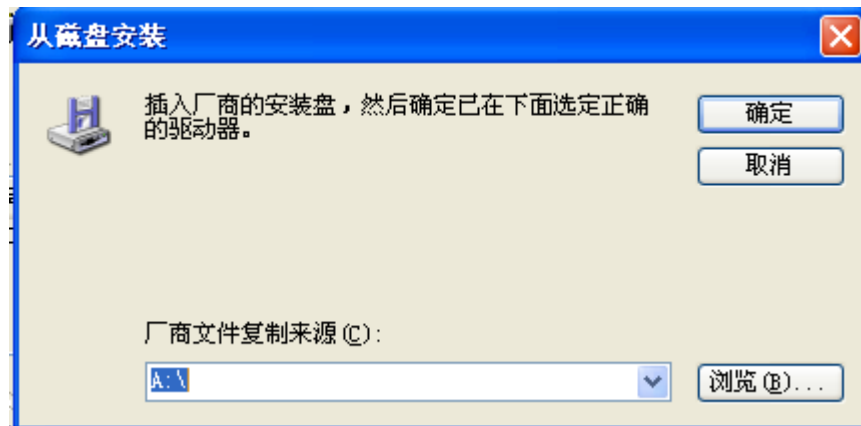 从磁盘安装
插入厂商的安装盘，然后确定已在下面选定正确
的驱动器。
确定
取消
厂商文件复制来源(C):
A:\
浏览(B)...